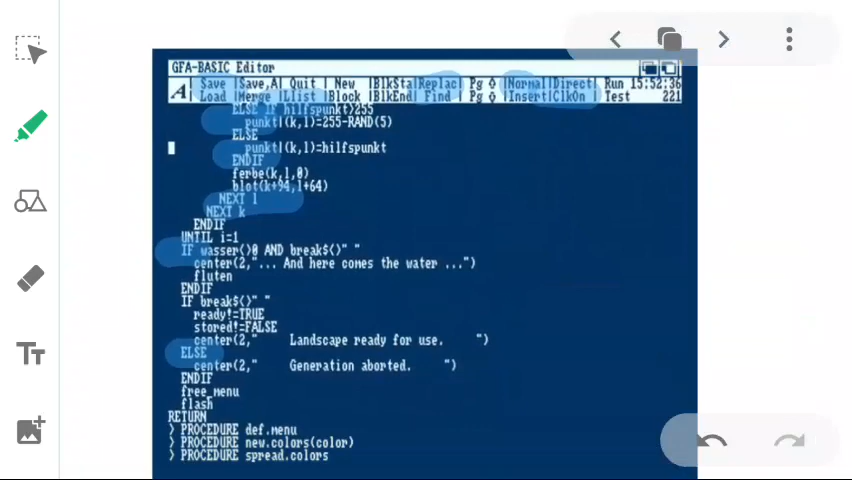 GFA-BASIC Editor
A| Save |Save,A| Quit | New |BlkSta|Replac| Pg ⇧ |Normal|Direct| Run 15:52:36
Load |Merge |Llist |Block |BlkEnd| Find | Pg ⇩ |Insert|ClkOn | Test 221
ELSE IF hilfspunkt>255
punkt|(k,l)=255-RAND(5)
ELSE
punkt|(k,l)=hilfspunkt
ENDIF
ferbe(k,l,0)
blot(k+94,l+64)
NEXT l
NEXT k
ENDIF
UNTIL i=1
IF wasser<>0 AND break$<>" "
center(2,"... And here comes the water ...")
fluten
ENDIF
IF break$<>" "
ready!=TRUE
stored!=FALSE
center(2," Landscape ready for use. ")
ELSE
center(2," Generation aborted. ")
ENDIF
free_menu
flash
RETURN
> PROCEDURE def.menu
> PROCEDURE new.colors(color)
> PROCEDURE spread.colors
Tт